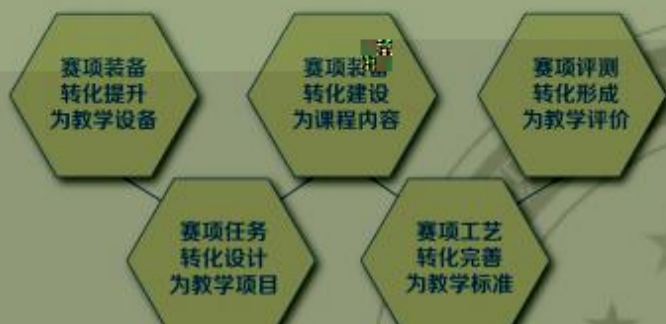 赛项装备
转化提升
为教学设备
赛项任务
转化设计
为教学项目
赛项装
转化建设
为课程内容
赛项工艺
转化完善
为教学标准
赛项评测
转化形成
为教学评价